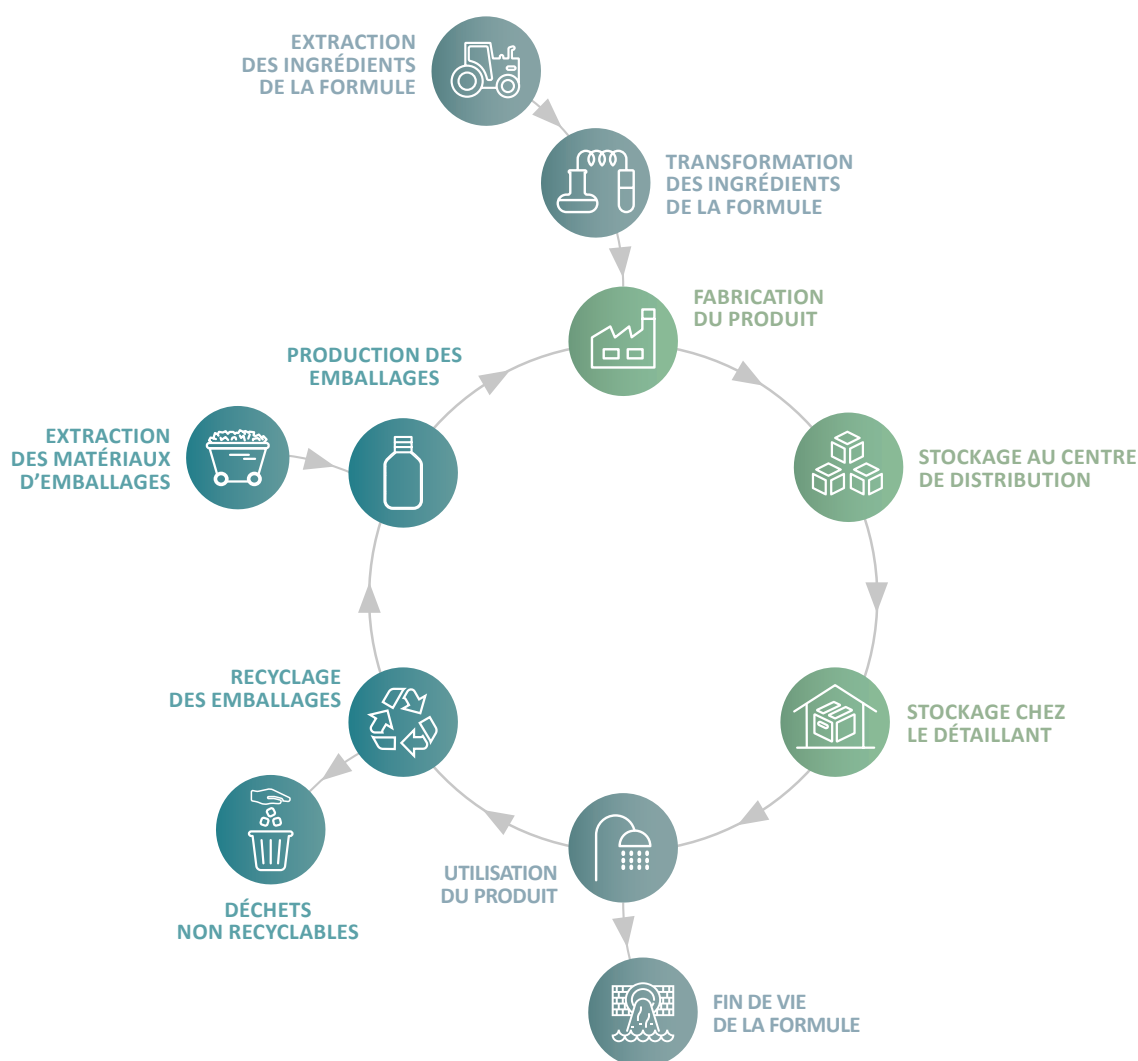 EXTRACTION
DES INGRÉDIENTS
DE LA FORMULE
TRANSFORMATION
DES INGRÉDIENTS
DE LA FORMULE
FABRICATION
DU PRODUIT
PRODUCTION DES
EMBALLAGES
EXTRACTION
DES MATÉRIAUX
D’EMBALLAGES
STOCKAGE AU CENTRE
DE DISTRIBUTION
RECYCLAGE
DES EMBALLAGES
STOCKAGE CHEZ
LE DÉTAILLANT
UTILISATION
DU PRODUIT
DÉCHETS
NON RECYCLABLES
FIN DE VIE
DE LA FORMULE